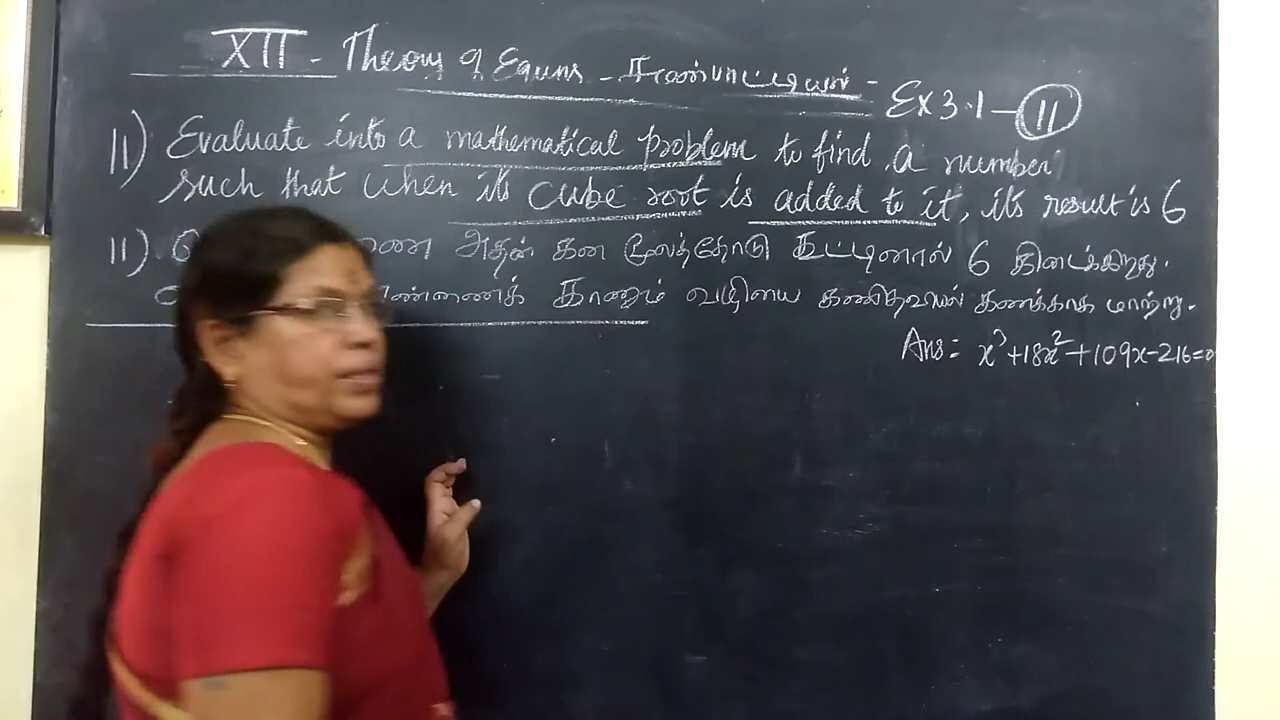 XII - Theory of Equns - சமன்பாட்டியல் -
Ex 3.1 - 11
11) Evaluate into a mathematical problem to find a number
such that when its cube root is added to it, its result is 6
11). அதன் கன மூலத்தோடு கூட்டினால் 6 கிடைக்கிறது.
காணும் வழியை கணிதவியல் கணக்காக மாற்று.
Ans: x³+18x²+109x-216=0